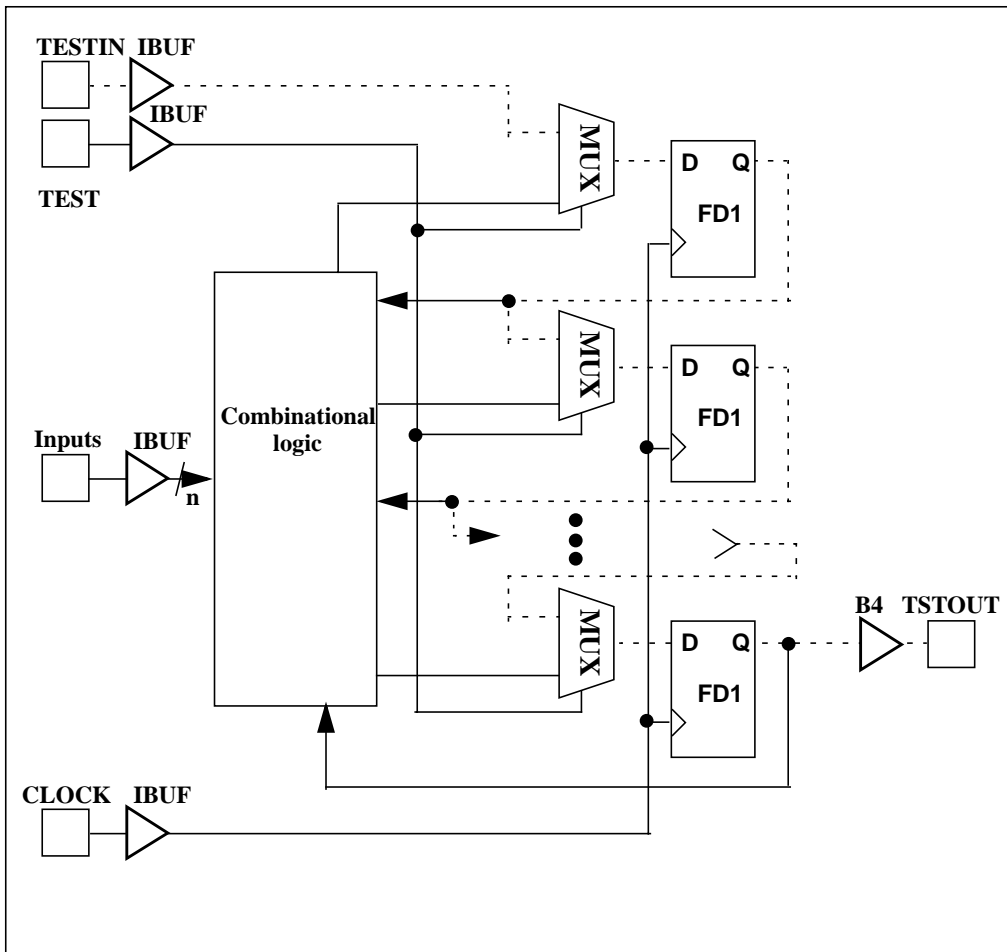 TESTIN IBUF
IBUF
TEST
MUX
D Q
FD1
MUX
D Q
FD1
Combinational
logic
Inputs IBUF
n
MUX
D Q
FD1
B4 TSTOUT
CLOCK IBUF